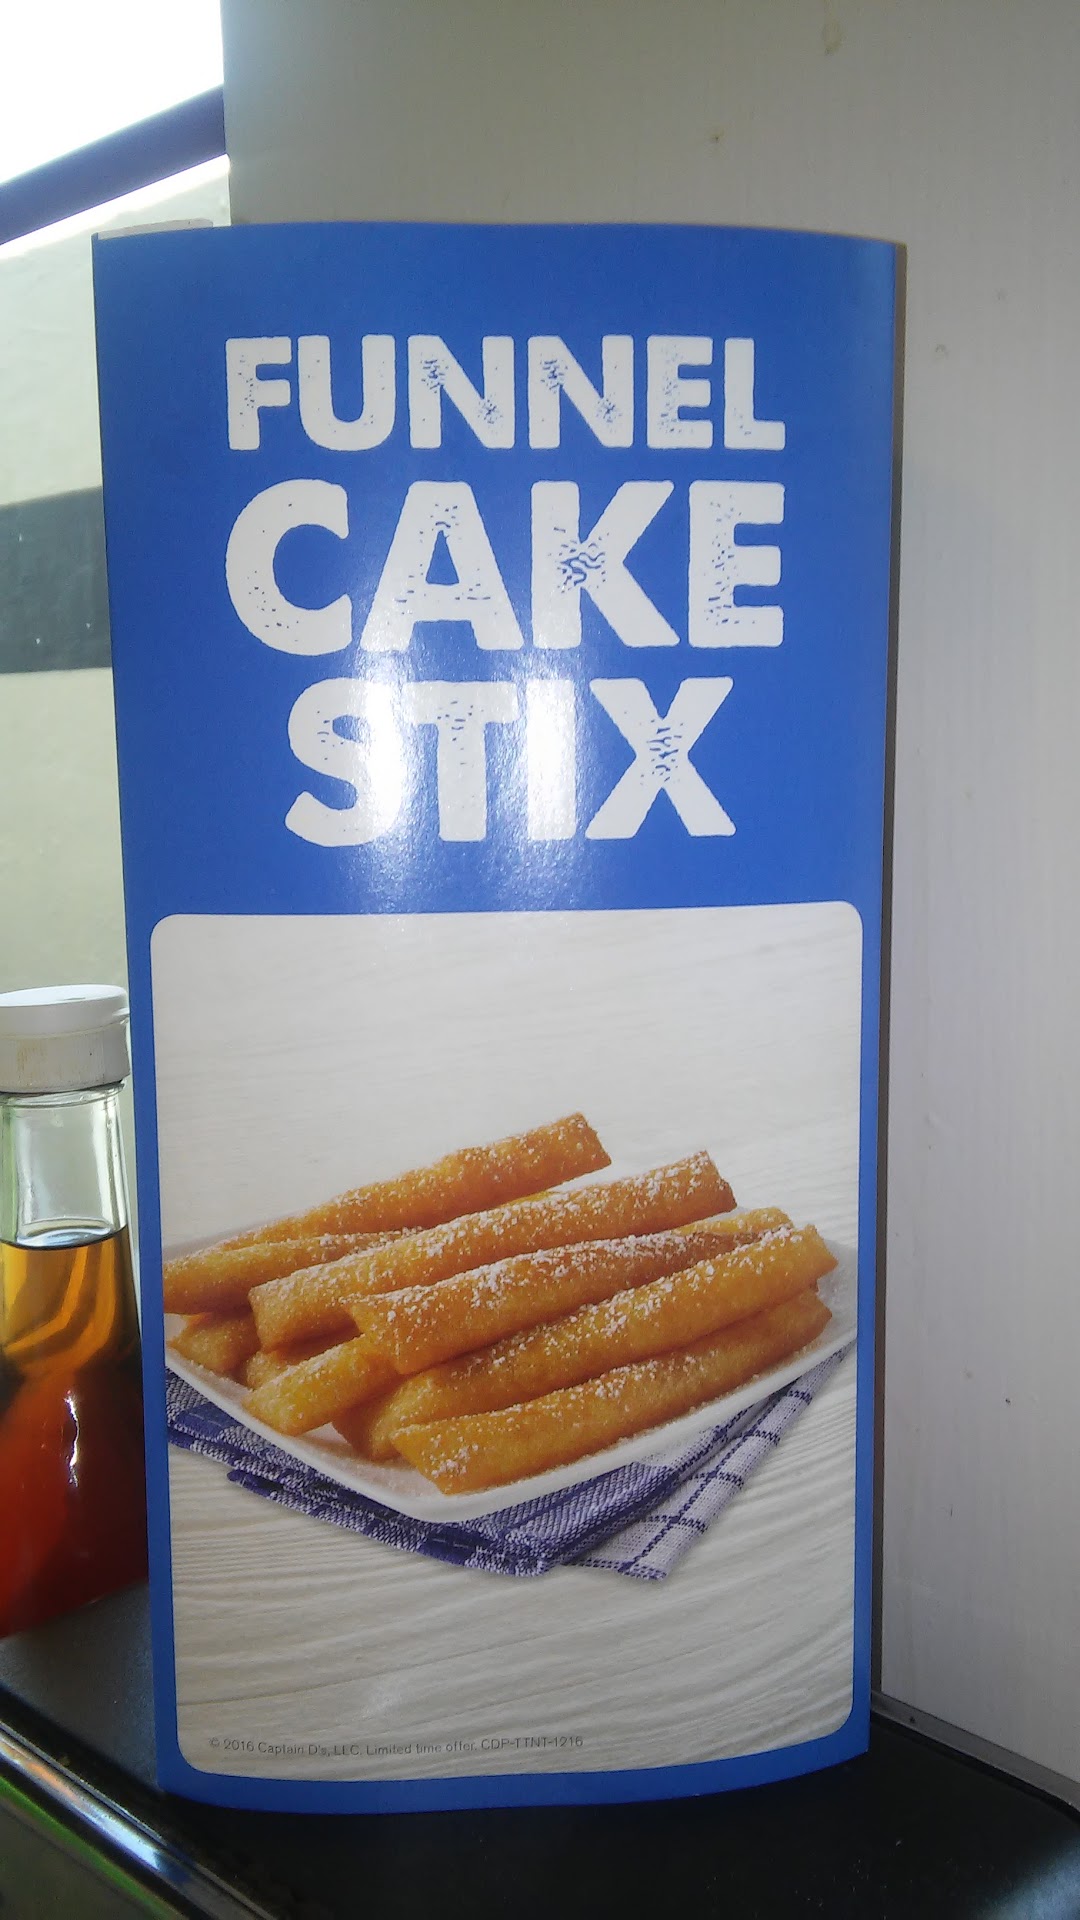 FUNNEL
CAKE
STIX
© 2016 Captain D's, LLC. Limited time offer. CDP-TTNT-1216